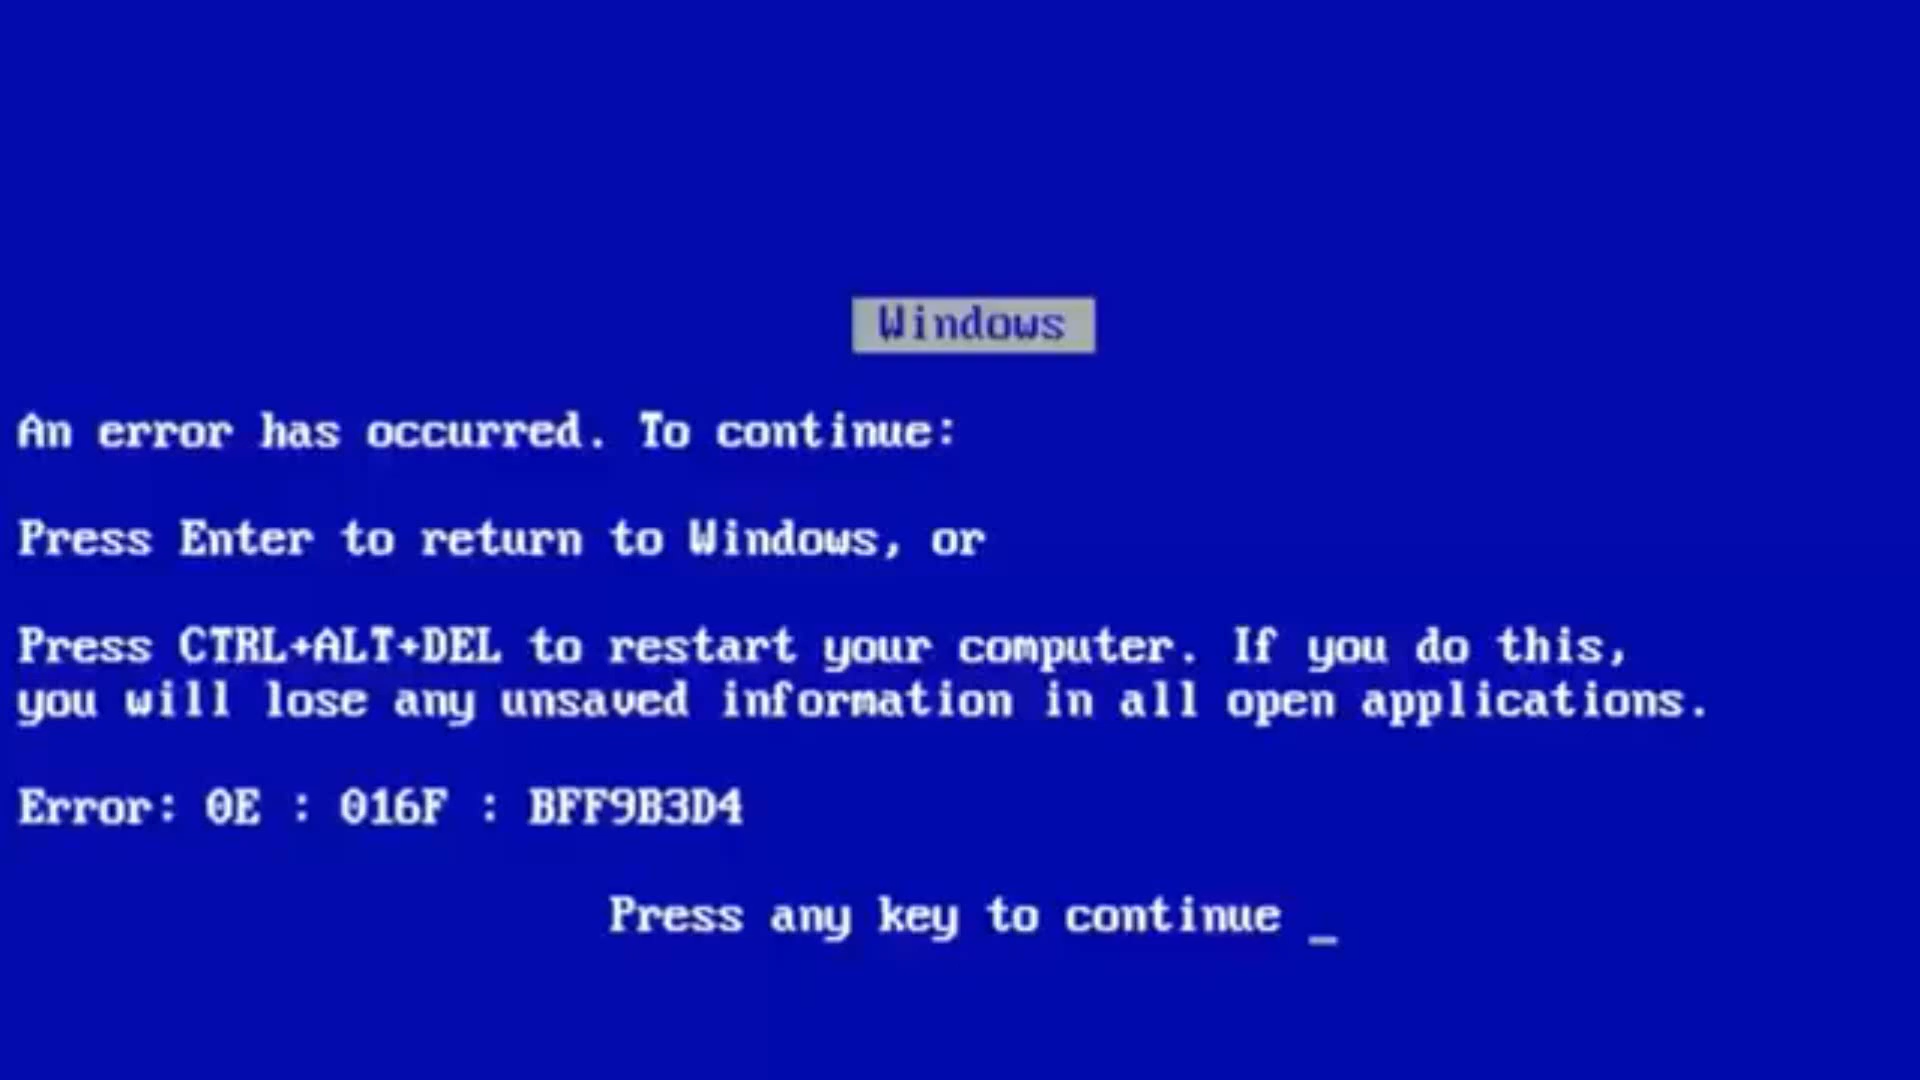 Windows
An error has occurred. To continue:
Press Enter to return to Windows, or
Press CTRL+ALT+DEL to restart your computer. If you do this,
you will lose any unsaved information in all open applications.
Error: 0E : 016F : BFF9B3D4
Press any key to continue _